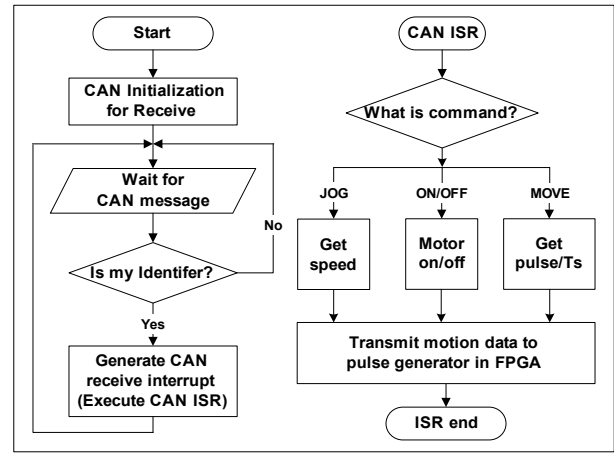 Start
CAN Initialization
for Receive
Wait for
CAN message
No
Is my Identifer?
Yes
Generate CAN
receive interrupt
(Execute CAN ISR)
CAN ISR
What is command?
JOG
ON/OFF
MOVE
Get
speed
Motor
on/off
Get
pulse/Ts
Transmit motion data to
pulse generator in FPGA
ISR end